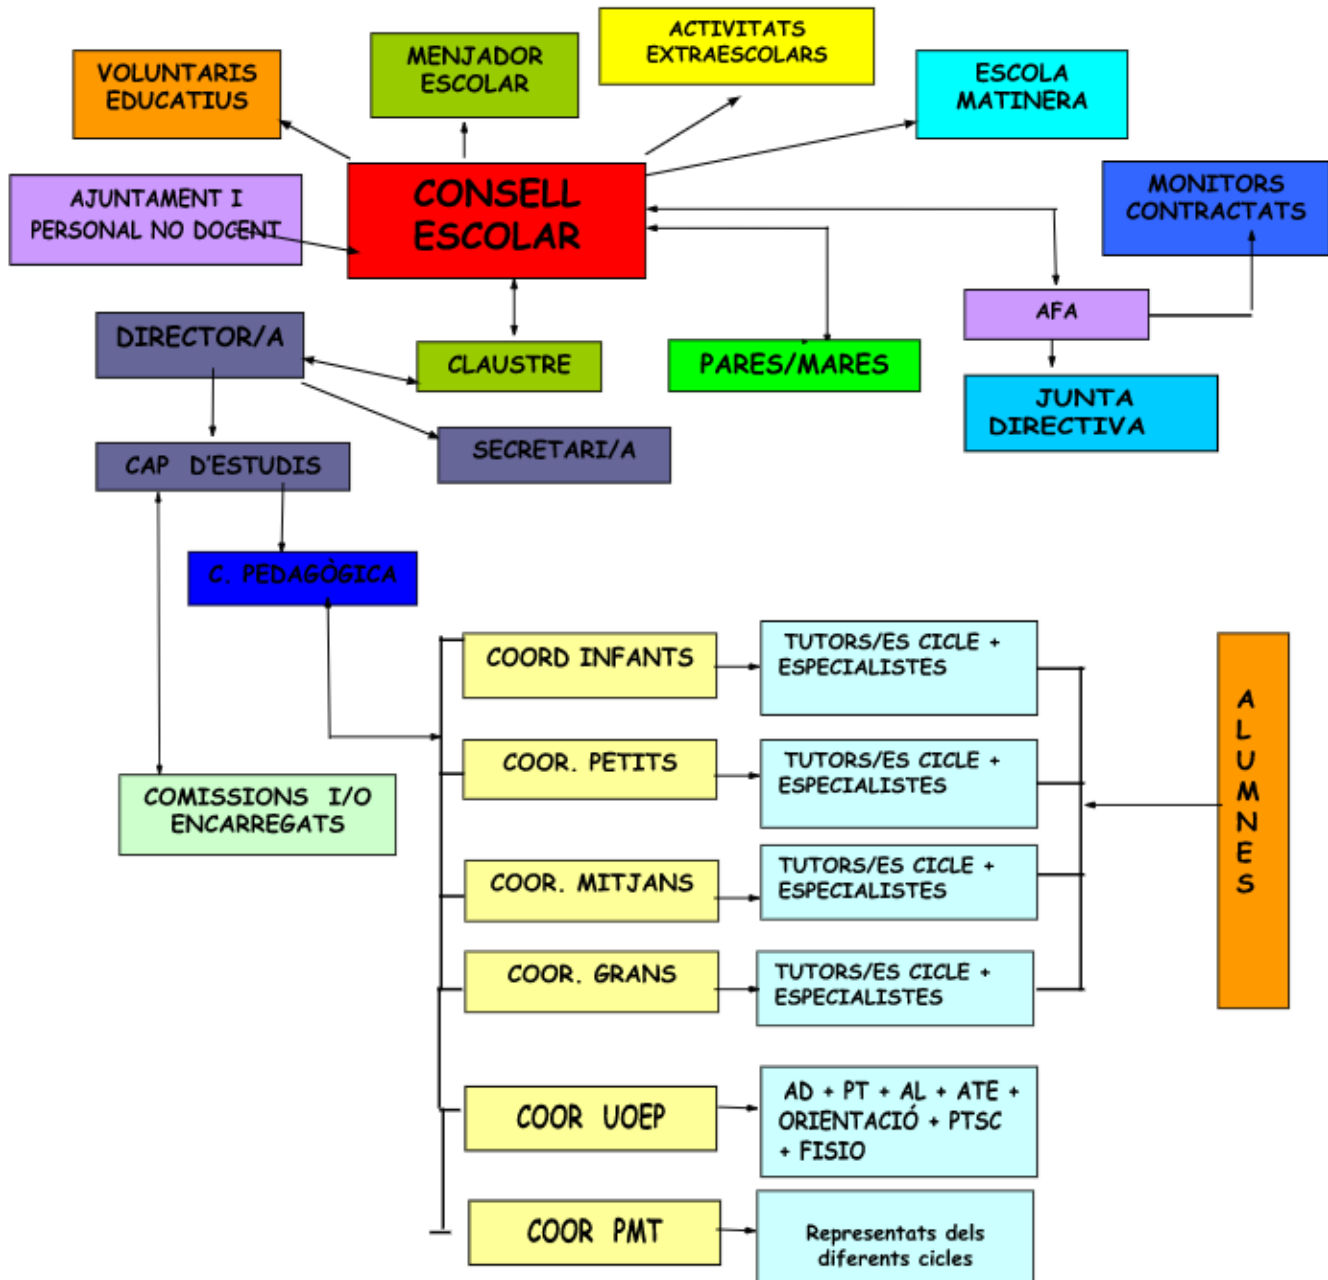 ACTIVITATS
EXTRAESCOLARS
MENJADOR
ESCOLAR
VOLUNTARIS
EDUCATIUS
ESCOLA
MATINERA
CONSELL
ESCOLAR
AJUNTAMENT I
PERSONAL NO DOCENT
MONITORS
CONTRACTATS
AFA
DIRECTOR/A
CLAUSTRE
PARES/MARES
JUNTA
DIRECTIVA
SECRETARI/A
CAP D'ESTUDIS
C. PEDAGÒGICA
COORD INFANTS
TUTORS/ES CICLE +
ESPECIALISTES
ALUMNES
COOR. PETITS
TUTORS/ES CICLE +
ESPECIALISTES
COMISSIONS I/O
ENCARREGATS
COOR. MITJANS
TUTORS/ES CICLE +
ESPECIALISTES
COOR. GRANS
TUTORS/ES CICLE +
ESPECIALISTES
COOR UOEP
AD + PT + AL + ATE +
ORIENTACIÓ + PTSC
+ FISIO
COOR PMT
Representats dels
diferents cicles